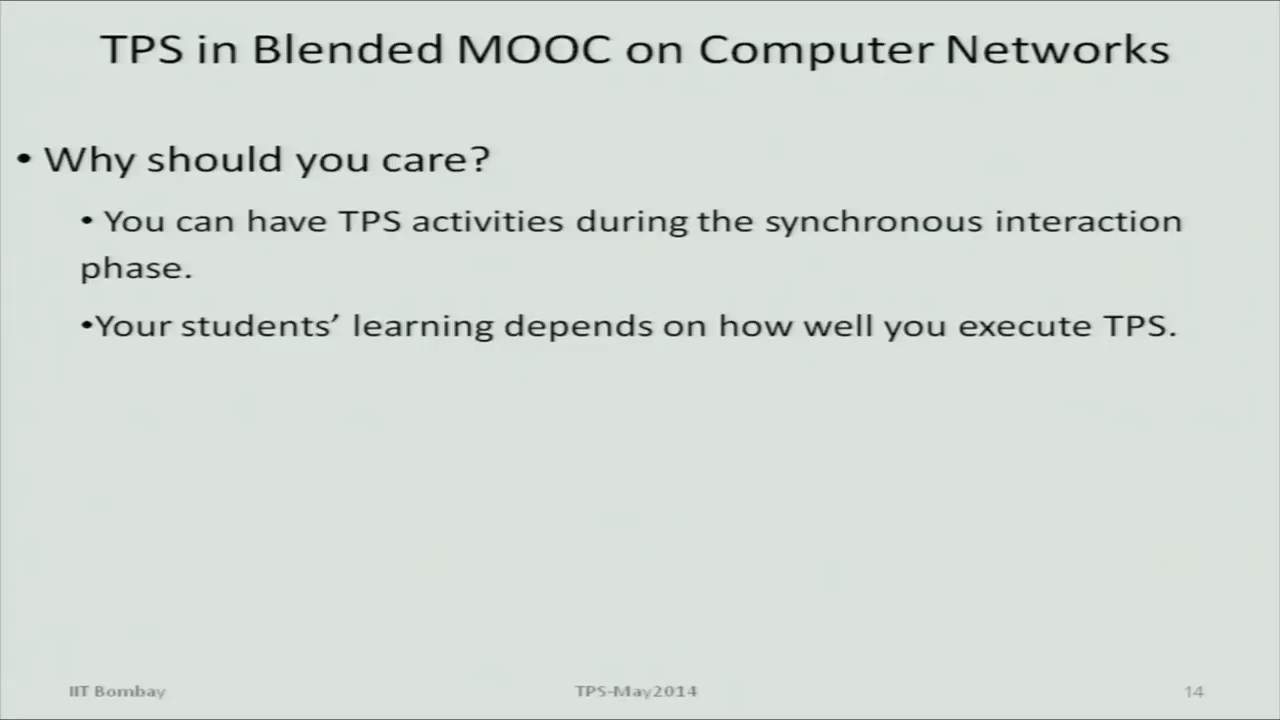 TPS in Blended MOOC on Computer Networks
• Why should you care?
• You can have TPS activities during the synchronous interaction
phase.
•Your students’ learning depends on how well you execute TPS.
IIT Bombay
TPS-May2014
14